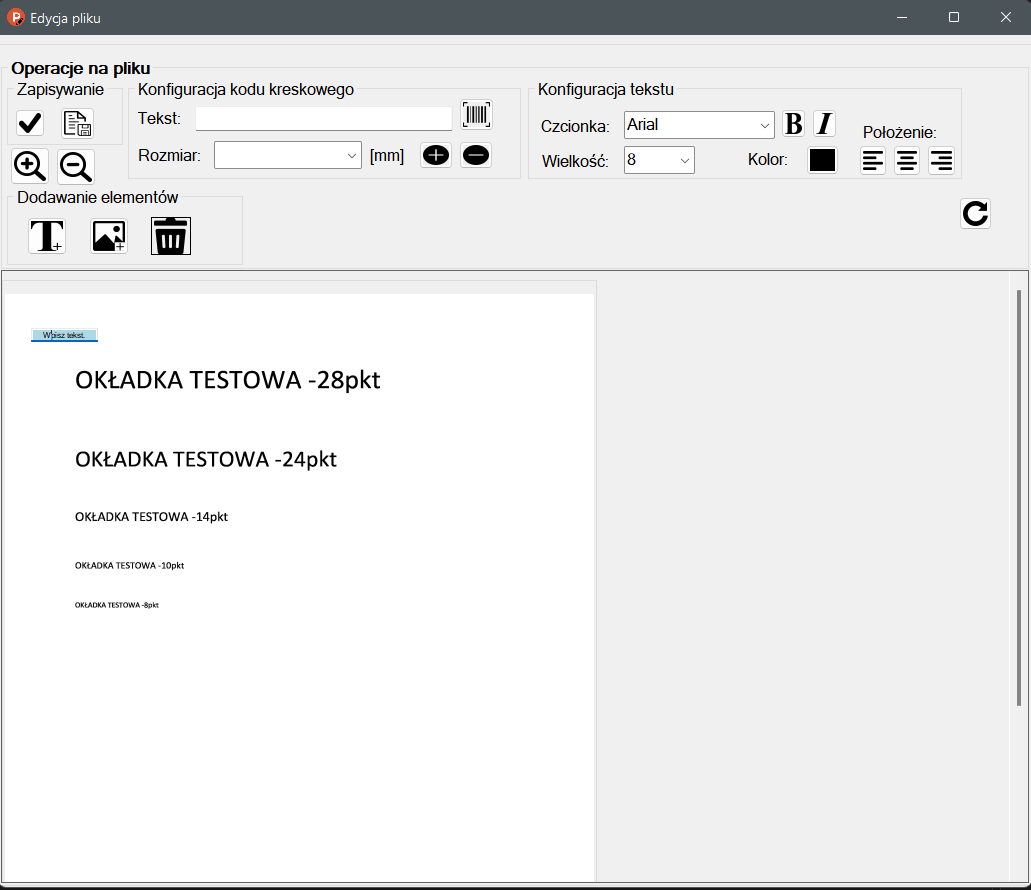 Edycja pliku
Operacje na pliku
Zapisywanie
Konfiguracja kodu kreskowego
Tekst:
Rozmiar:
[mm]
Konfiguracja tekstu
Czcionka:
Arial
B
I
Położenie:
Wielkość:
8
Kolor:
Dodawanie elementów
T
Wpisz tekst.
OKŁADKA TESTOWA -28pkt
OKŁADKA TESTOWA -24pkt
OKŁADKA TESTOWA -14pkt
OKŁADKA TESTOWA -10pkt
OKŁADKA TESTOWA -8pkt